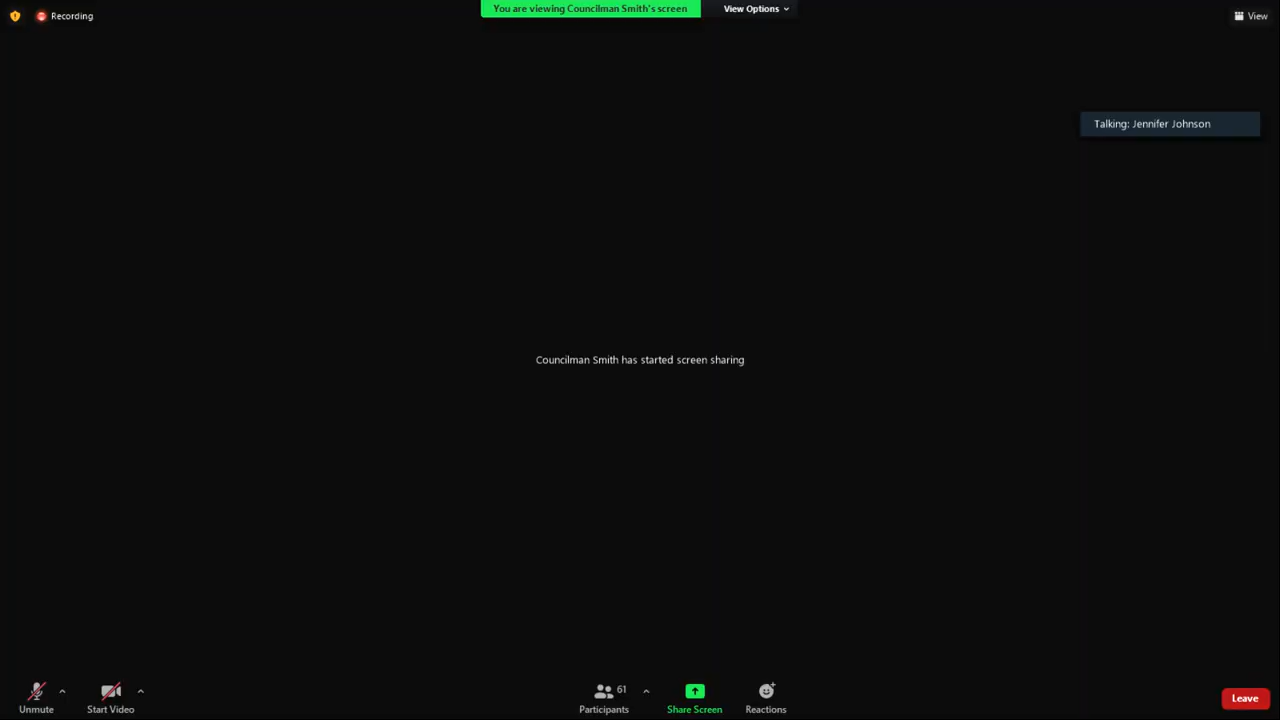 Recording
You are viewing Councilman Smith's screen
View Options
View
Talking: Jennifer Johnson
Councilman Smith has started screen sharing
Unmute
Start Video
61
Participants
Share Screen
Reactions
Leave